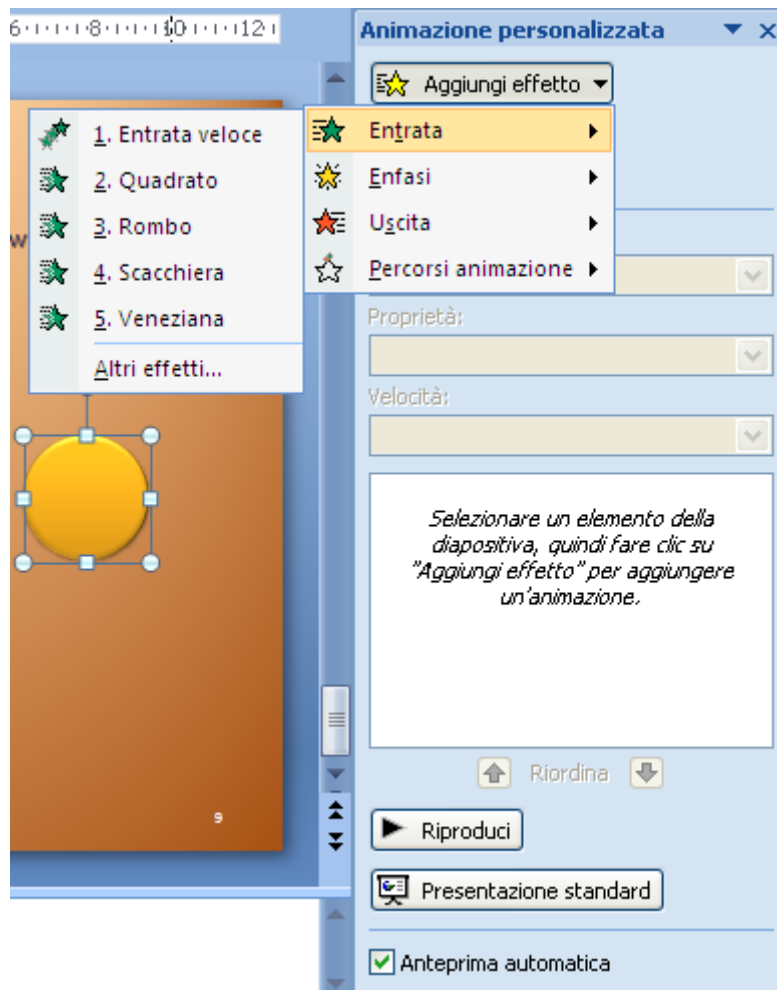 6 8 10 12
Animazione personalizzata
Aggiungi effetto
Entrata
Enfasi
Uscita
Percorsi animazione
1. Entrata veloce
2. Quadrato
3. Rombo
4. Scacchiera
5. Veneziana
Altri effetti...
w
Proprietà:
Velocità:
Selezionare un elemento della
diapositiva, quindi fare clic su
"Aggiungi effetto" per aggiungere
un'animazione.
Riordina
9
Riproduci
Presentazione standard
Anteprima automatica